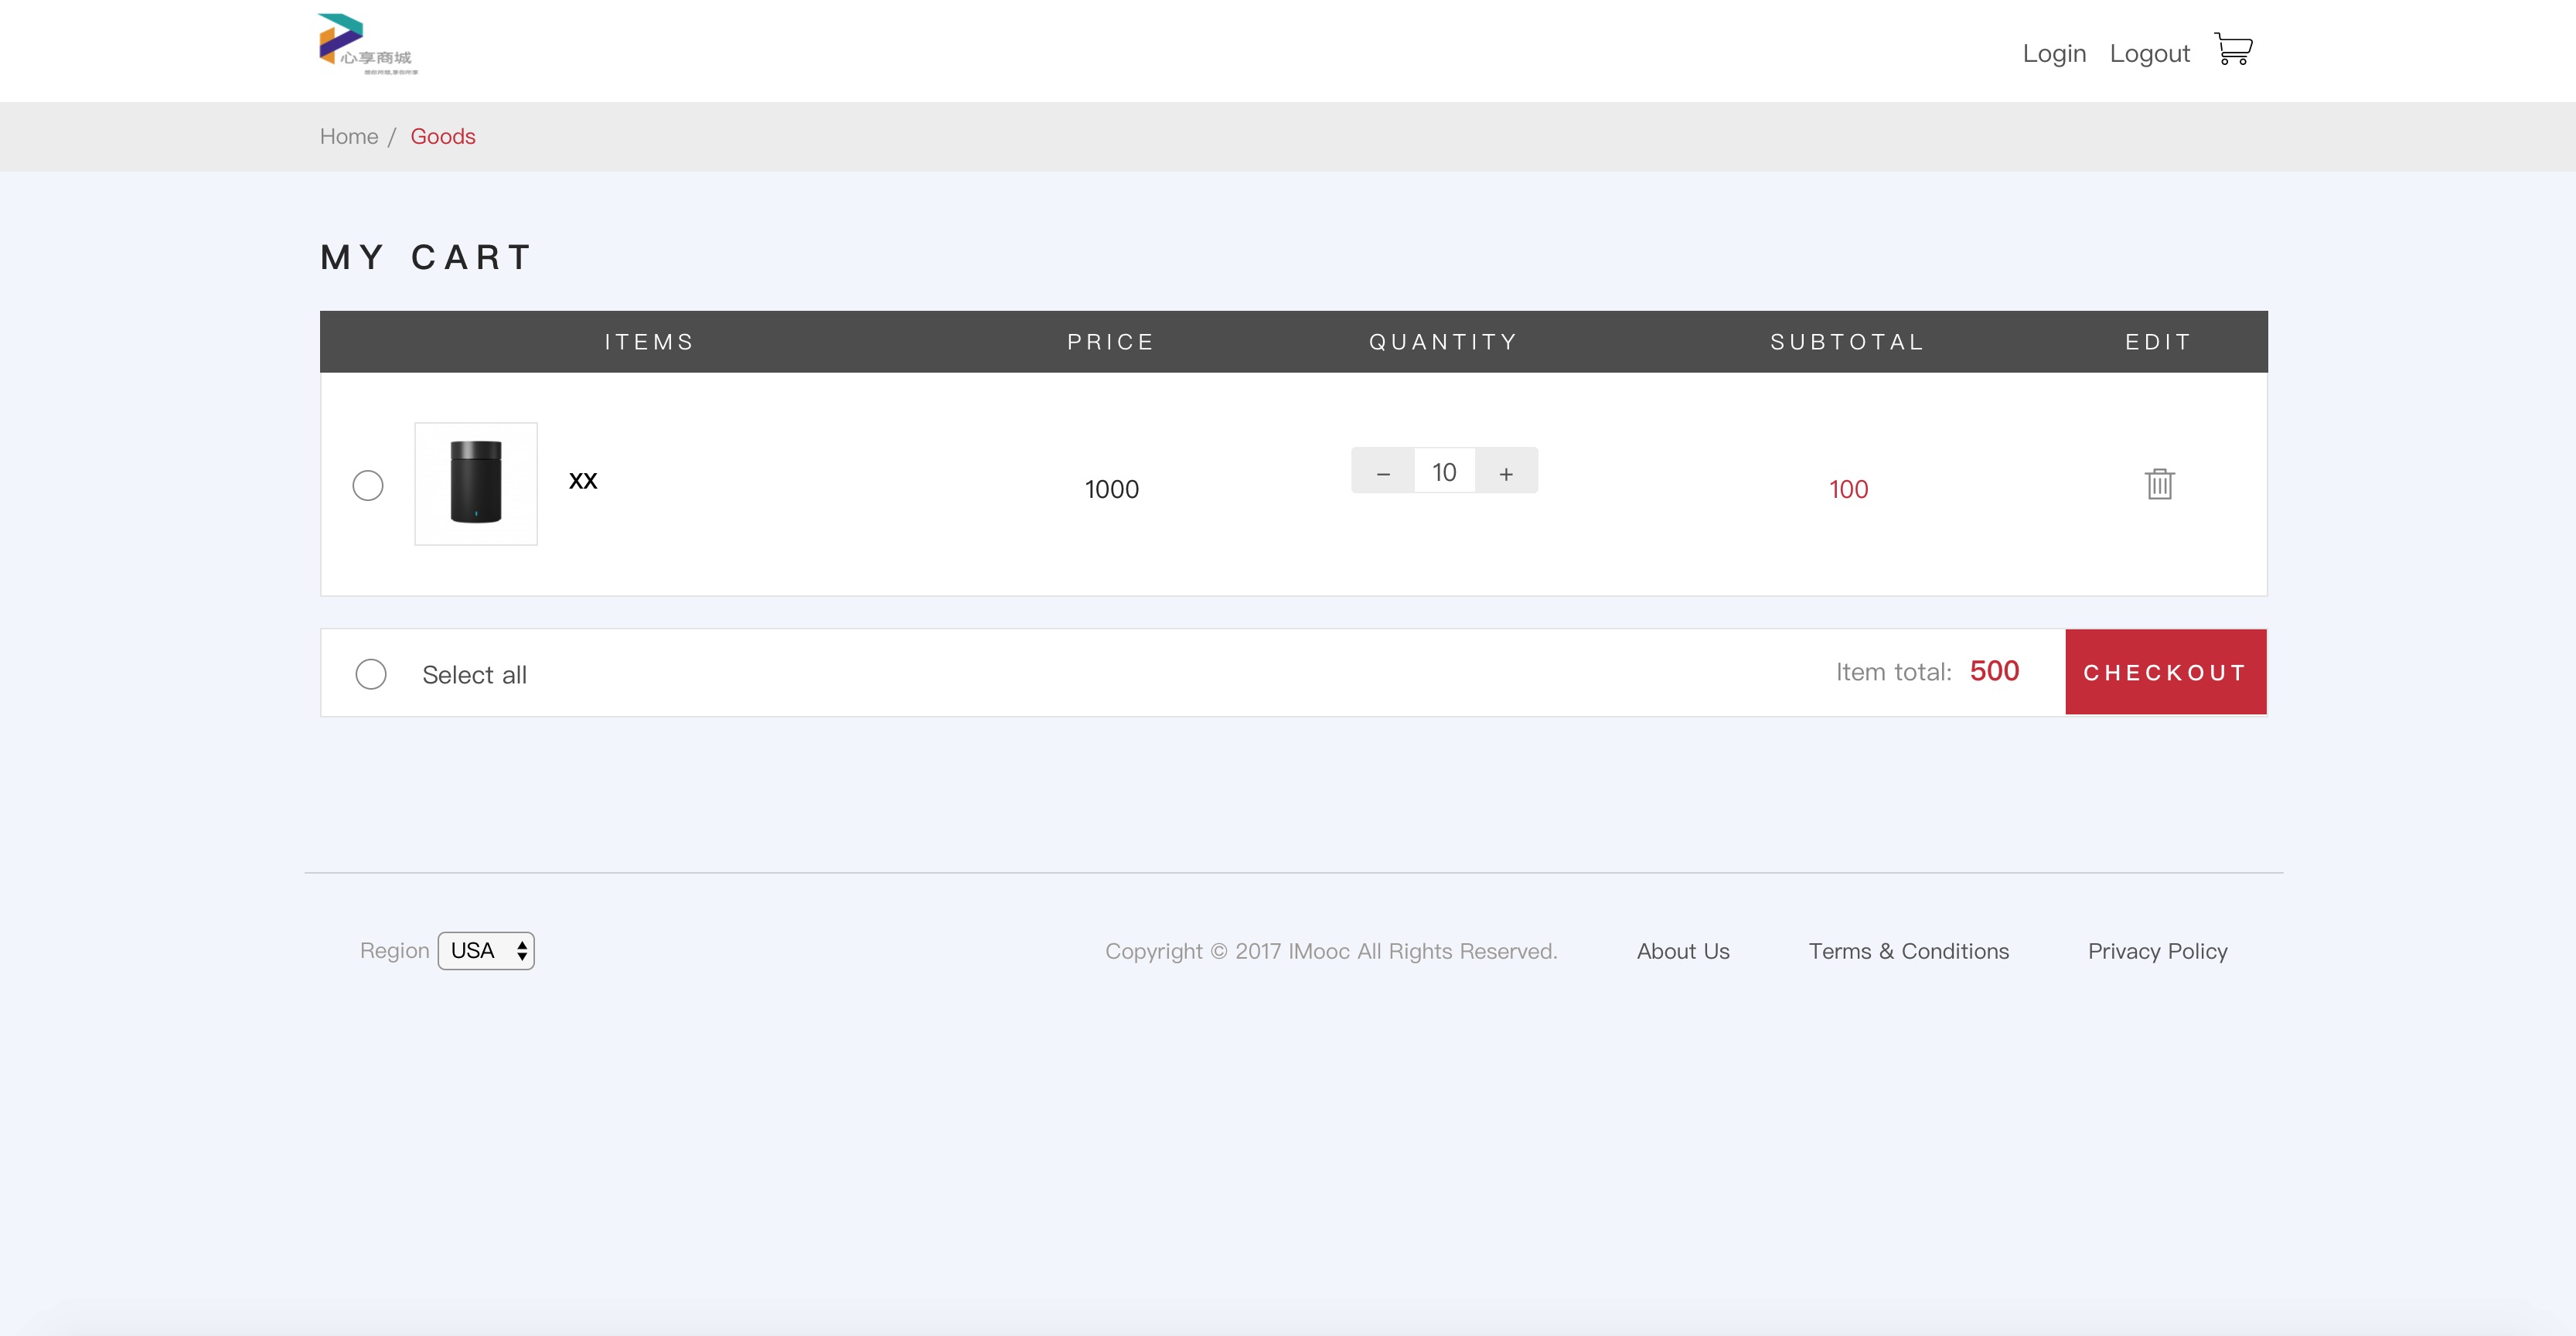 心享商城
Login Logout
Home / Goods
MY CART
ITEMS PRICE QUANTITY SUBTOTAL EDIT
XX 1000 − 10 + 100
Select all Item total: 500 CHECKOUT
Region USA Copyright © 2017 IMooc All Rights Reserved. About Us Terms & Conditions Privacy Policy